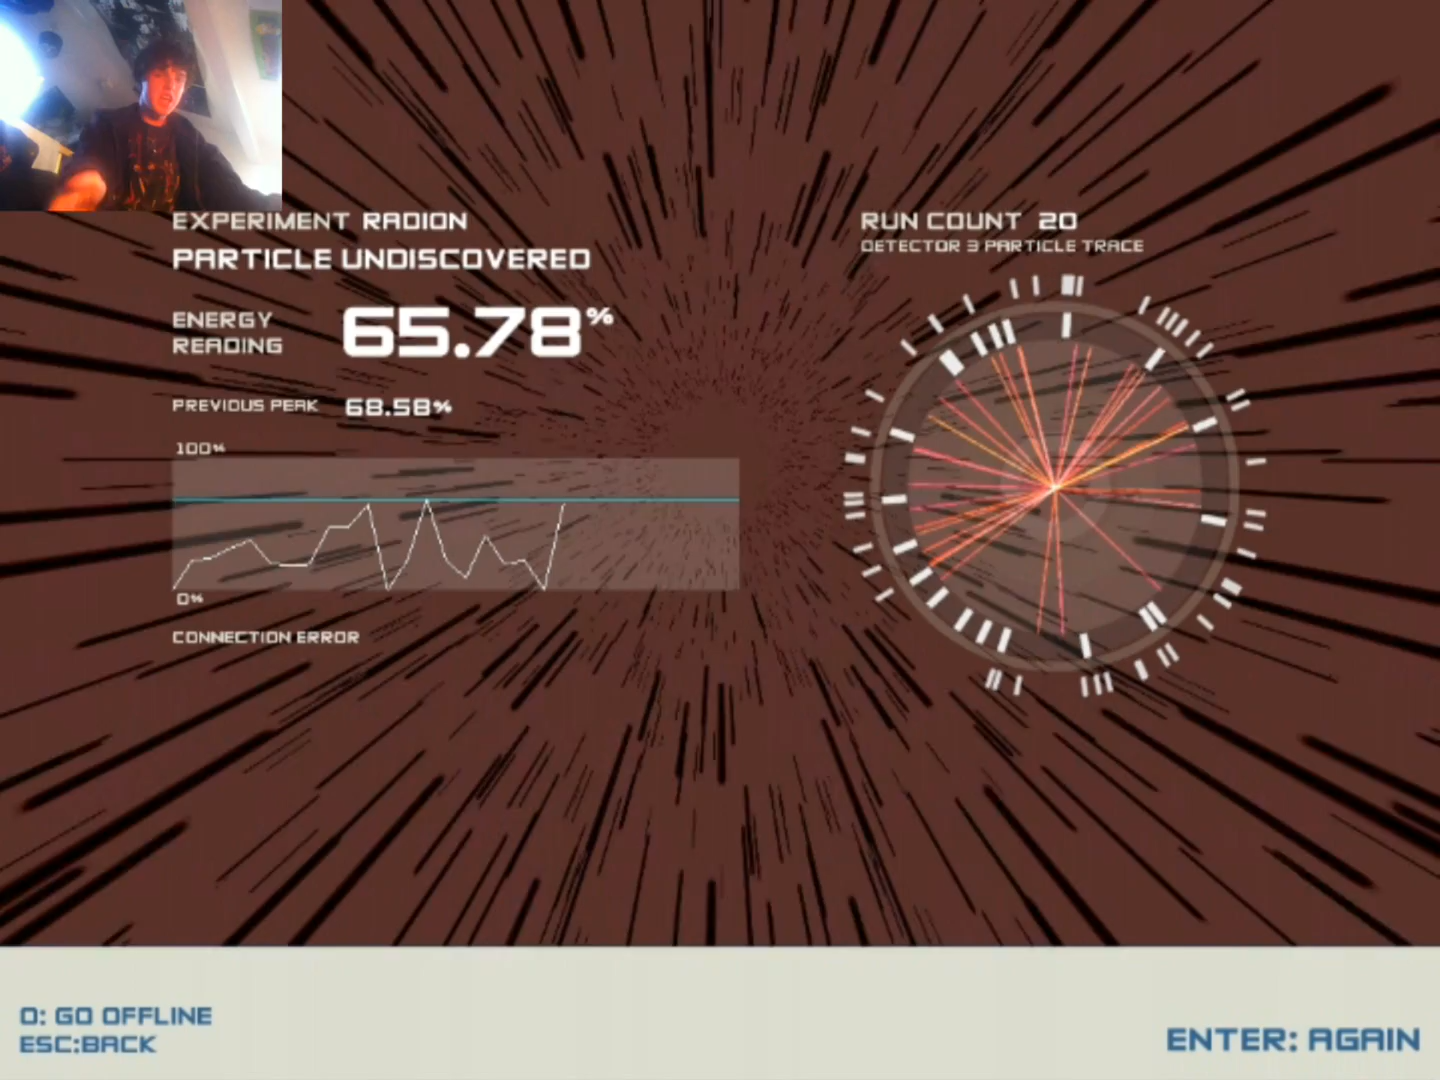 EXPERIMENT RADION
PARTICLE UNDISCOVERED
ENERGY
READING
65.78%
PREVIOUS PEAK 68.58%
100%
0%
CONNECTION ERROR
RUN COUNT 20
DETECTOR 3 PARTICLE TRACE
O: GO OFFLINE
ESC:BACK
ENTER: AGAIN